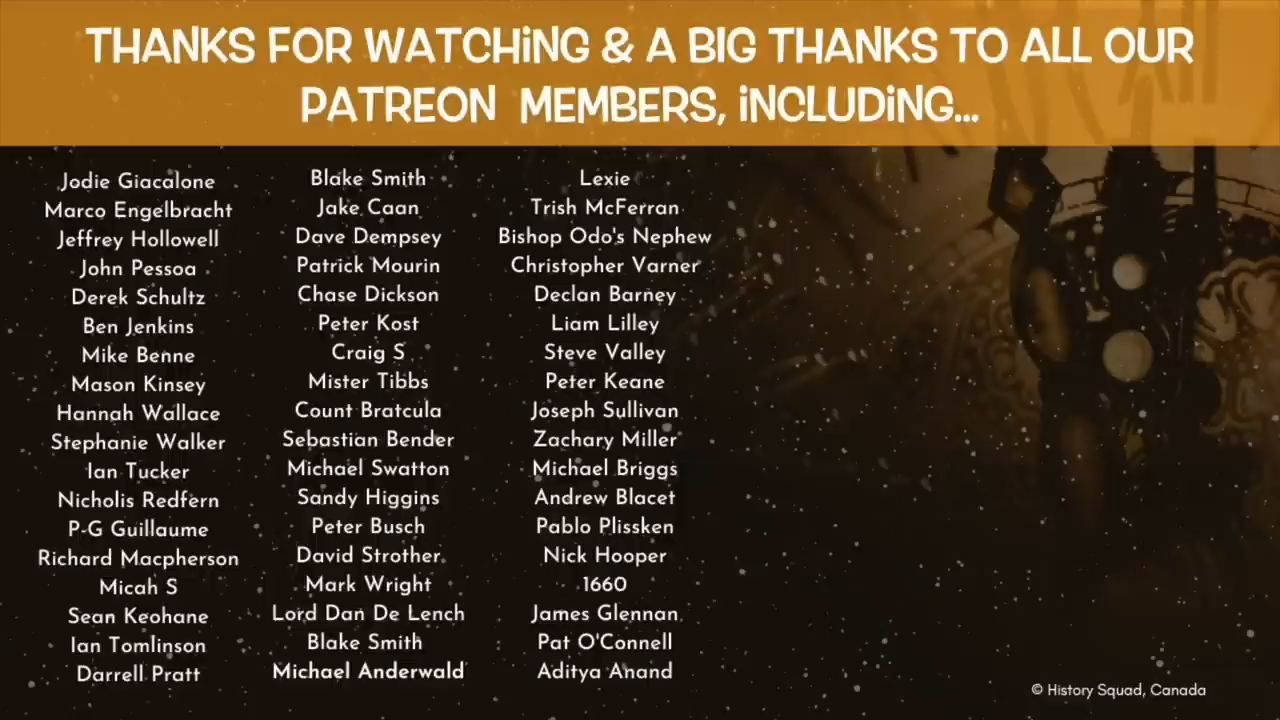 THANKS FOR WATCHiNG & A BIG THANKS TO ALL OUR
PATREON MEMBERS, iNCLUDiNG...
Jodie Giacalone
Marco Engelbracht
Jeffrey Hollowell
John Pessoa
Derek Schultz
Ben Jenkins
Mike Benne
Mason Kinsey
Hannah Wallace
Stephanie Walker
Ian Tucker
Nicholis Redfern
P-G Guillaume
Richard Macpherson
Micah S
Sean Keohane
Ian Tomlinson
Darrell Pratt
Blake Smith
Jake Caan
Dave Dempsey
Patrick Mourin
Chase Dickson
Peter Kost
Craig S
Mister Tibbs
Count Bratcula
Sebastian Bender
Michael Swatton
Sandy Higgins
Peter Busch
David Strother
Mark Wright
Lord Dan De Lench
Blake Smith
Michael Anderwald
Lexie
Trish McFerran
Bishop Odo's Nephew
Christopher Varner
Declan Barney
Liam Lilley
Steve Valley
Peter Keane
Joseph Sullivan
Zachary Miller
Michael Briggs
Andrew Blacet
Pablo Plissken
Nick Hooper
1660
James Glennan
Pat O'Connell
Aditya Anand
© History Squad, Canada